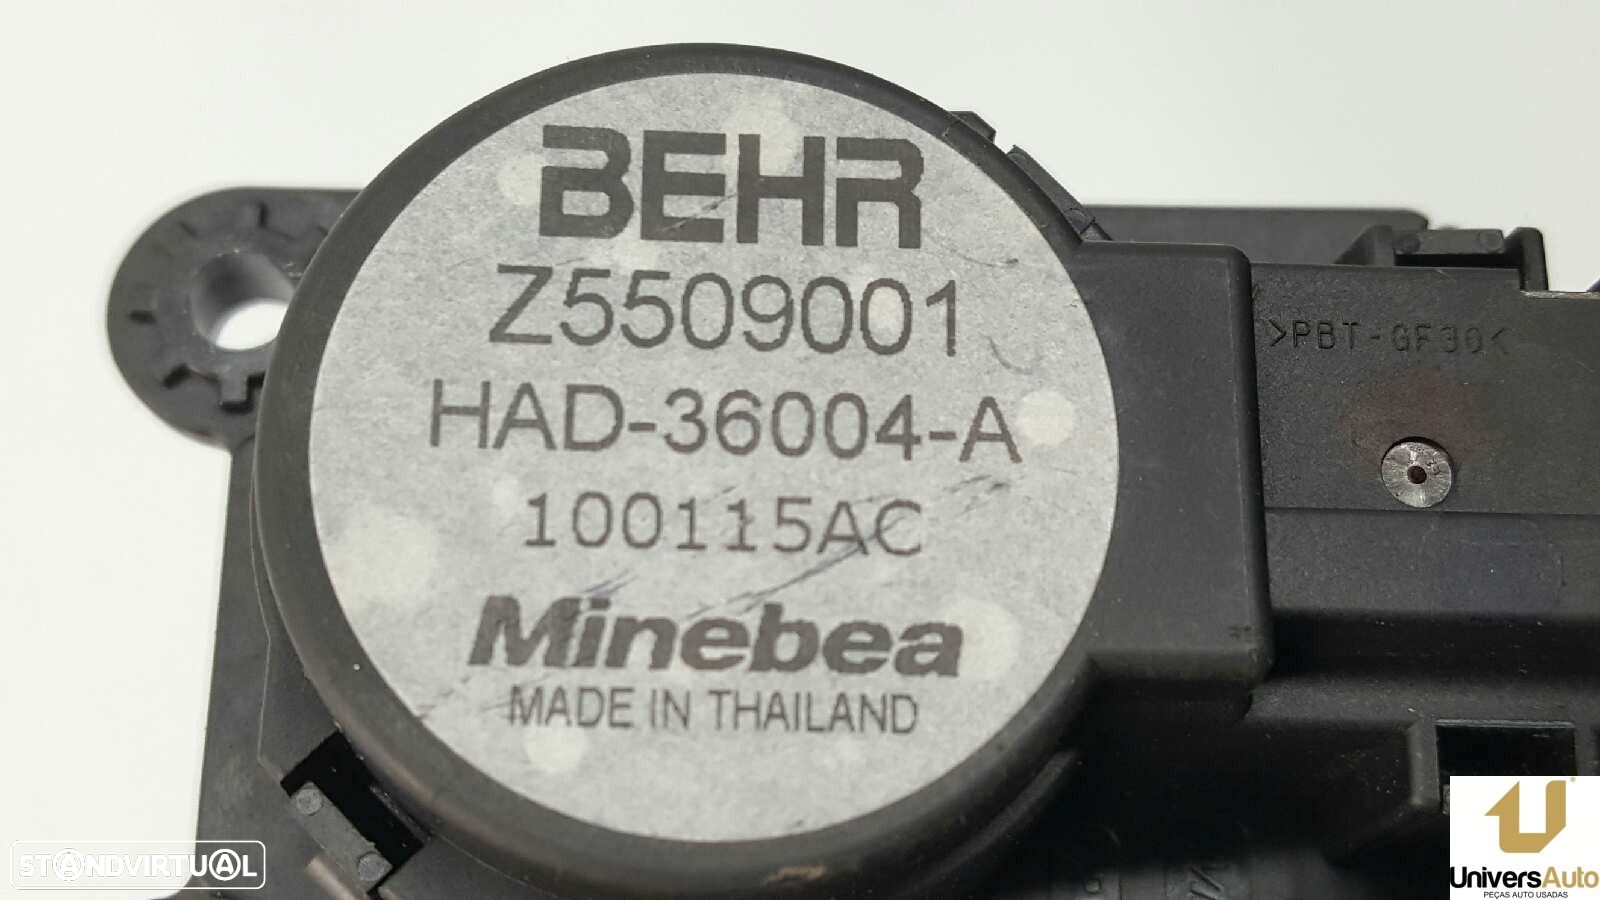 BEHR
Z5509001
HAD-36004-A
100115AC
Minebea
MADE IN THAILAND
>PBT-GF30<
STANDVIRTUAL
UniversAuto
PEÇAS AUTO USADAS